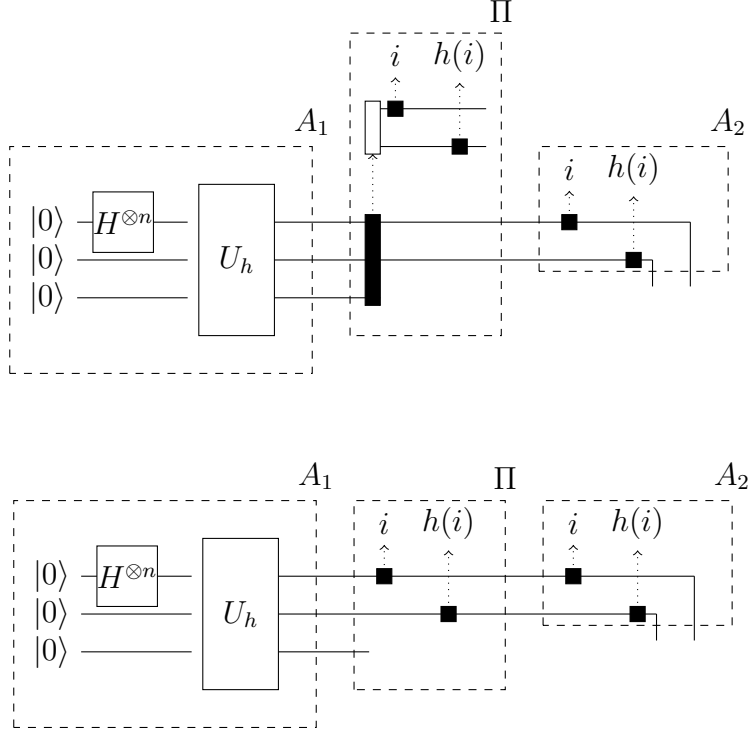 Π
i h(i)
A₁ A₂
i h(i)
|0⟩ H^{⊗n}
|0⟩ U_h
|0⟩
A₁ Π A₂
i h(i) i h(i)
|0⟩ H^{⊗n}
|0⟩ U_h
|0⟩